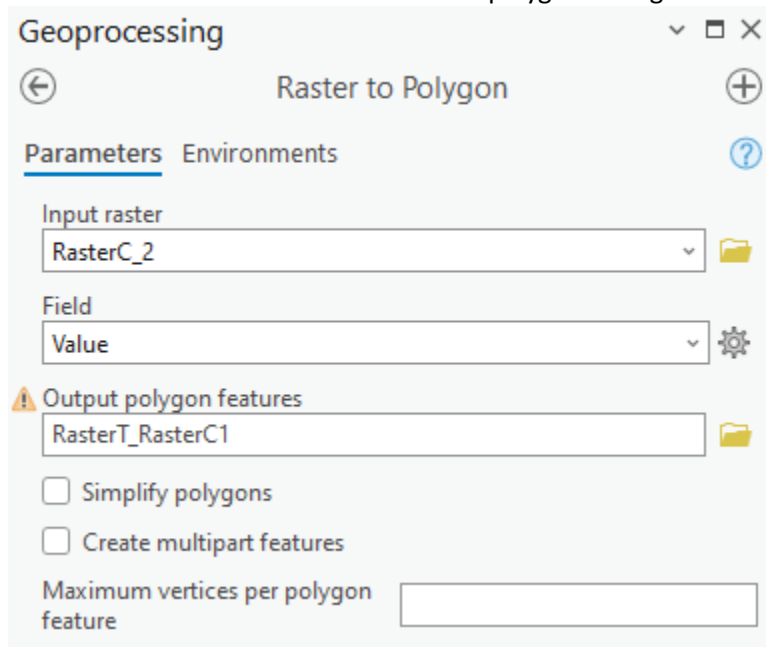 Geoprocessing
Raster to Polygon
Parameters Environments
Input raster
RasterC_2
Field
Value
Output polygon features
RasterT_RasterC1
Simplify polygons
Create multipart features
Maximum vertices per polygon
feature